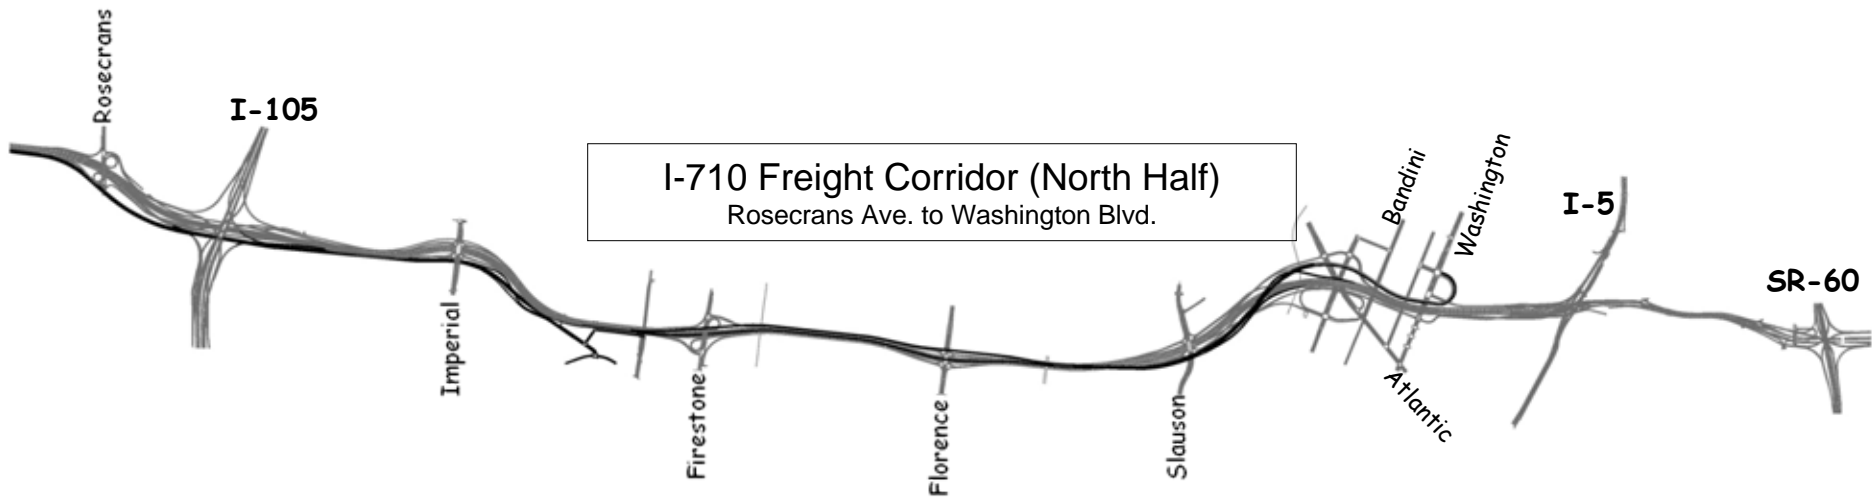 Rosecrans
I-105
I-710 Freight Corridor (North Half)
Rosecrans Ave. to Washington Blvd.
Bandini
Washington
I-5
SR-60
Imperial
Firestone
Florence
Slauson
Atlantic